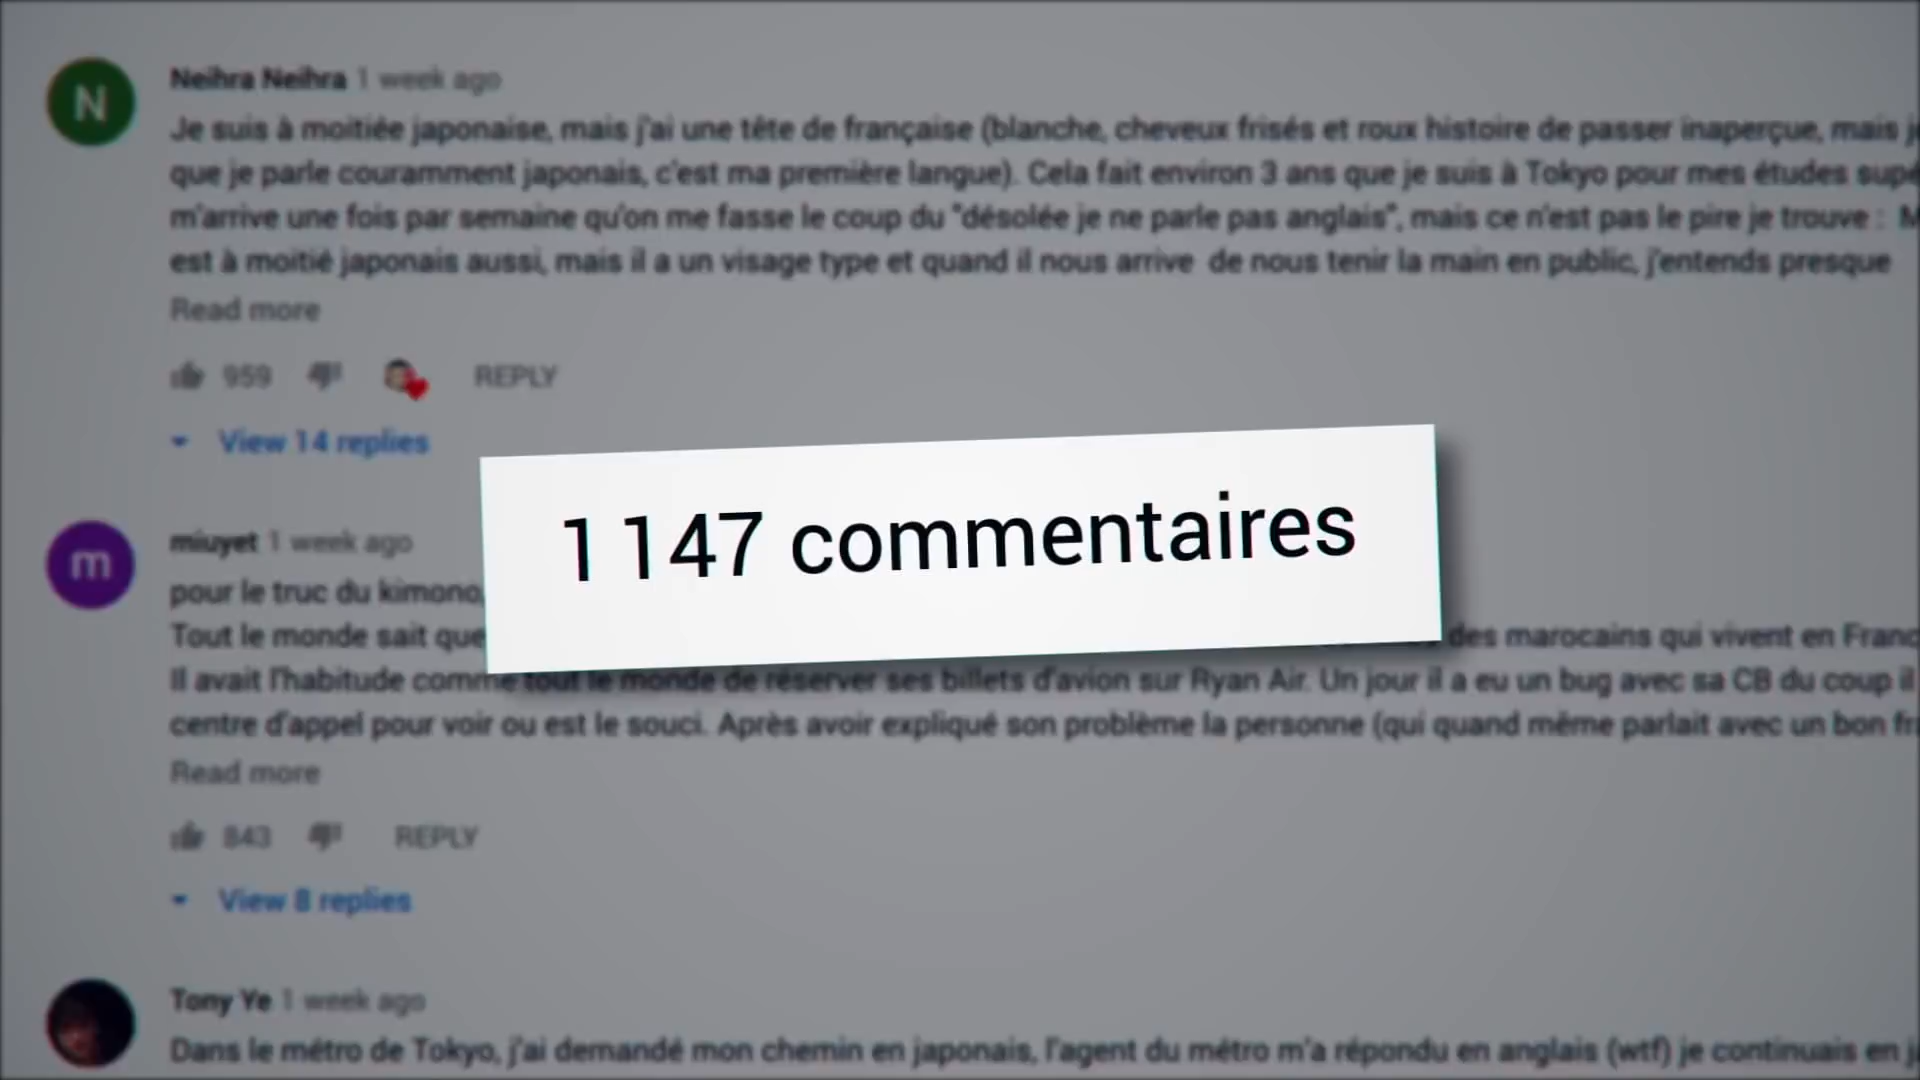 Neihra Neihra 1 week ago
Je suis à moitiée japonaise, mais j'ai une tête de française (blanche, cheveux frisés et roux histoire de passer inaperçue, mais
que je parle couramment japonais, c'est ma première langue). Cela fait environ 3 ans que je suis à Tokyo pour mes études
m'arrive une fois par semaine qu'on me fasse le coup du "désolée je ne parle pas anglais", mais ce n'est pas le pire je trouve :
est à moitié japonais aussi, mais il a un visage type et quand il nous arrive de nous tenir la main en public, j'entends presque
Read more
959 REPLY
View 14 replies
1 147 commentaires
miuyet 1 week ago
pour le truc du kimono,
Tout le monde sait que des marocains qui vivent en
Il avait l'habitude comme tout le monde de réserver ses billets d'avion sur Ryan Air. Un jour il a eu un bug avec sa CB du coup il
centre d'appel pour voir ou est le souci. Après avoir expliqué son problème la personne (qui quand même parlait avec un bon
Read more
843 REPLY
View 8 replies
Tony Ye 1 week ago
Dans le métro de Tokyo, j'ai demandé mon chemin en japonais, l'agent du métro m'a répondu en anglais (wtf) je continuais en